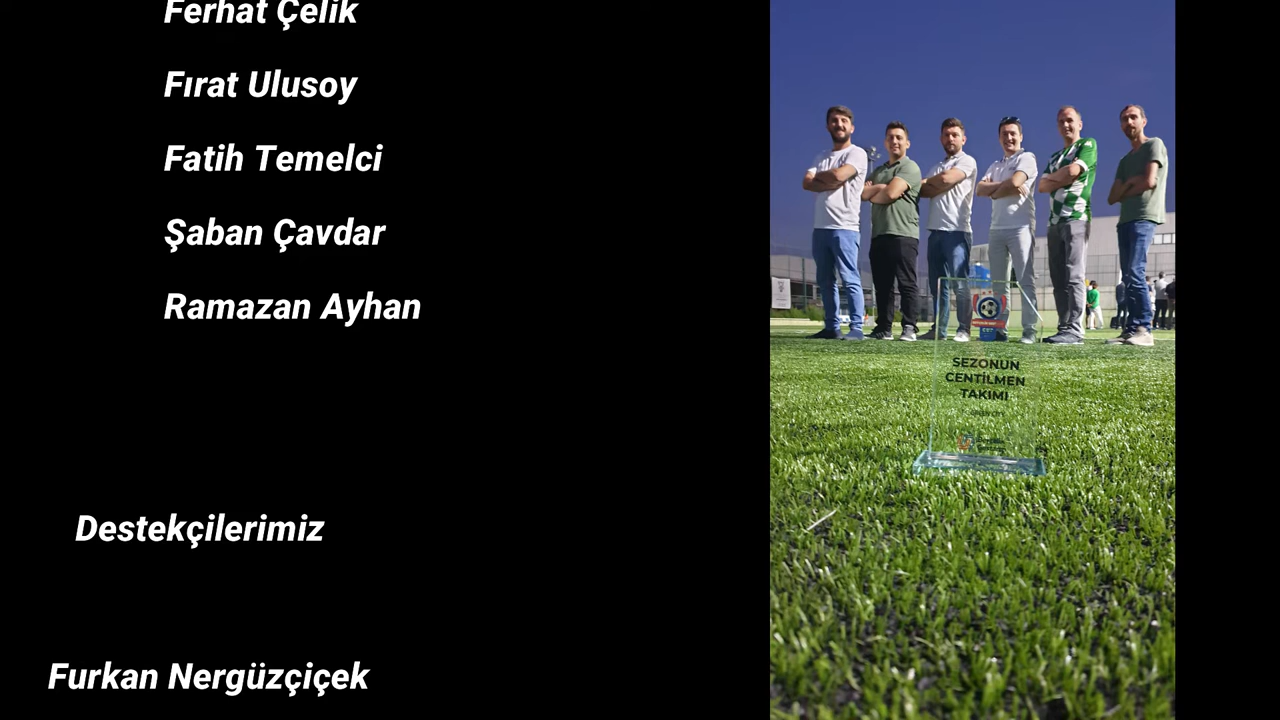 Ferhat Çelik
Fırat Ulusoy
Fatih Temelci
Şaban Çavdar
Ramazan Ayhan
Destekçilerimiz
Furkan Nergüzçiçek
SEZONUN
CENTİLMEN
TAKIMI